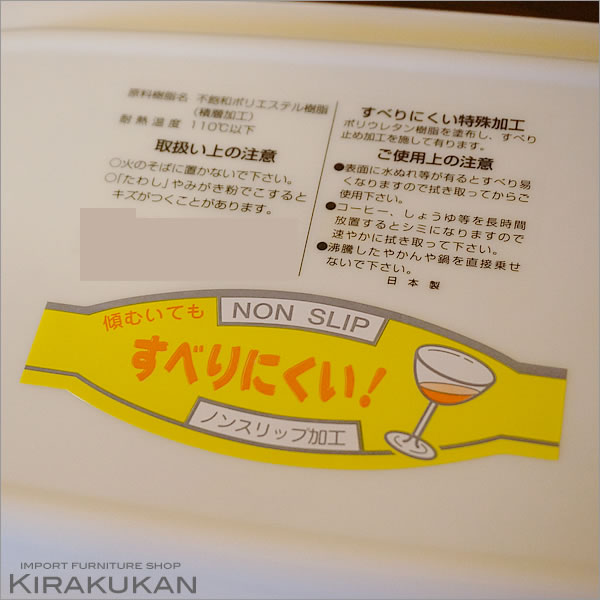 原料樹脂名 不飽和ポリエステル樹脂
(積層加工)
耐熱温度 110℃以下
取扱い上の注意
○火のそばに置かないで下さい。
○「たわし」やみがき粉でこすると
キズがつくことがあります。
すべりにくい特殊加工
ポリウレタン樹脂を塗布し、すべり
止め加工を施して有ります。
ご使用上の注意
●表面に水ぬれ等が有るとすべり易
くなりますので拭き取ってからご
使用下さい。
●コーヒー、しょうゆ等を長時間
放置するとシミになりますので
速やかに拭き取って下さい。
●沸騰したやかんや鍋を直接乗せ
ないで下さい。
日本製
傾むいても
NON SLIP
すべりにくい!
ノンスリップ加工
IMPORT FURNITURE SHOP
KIRAKUKAN